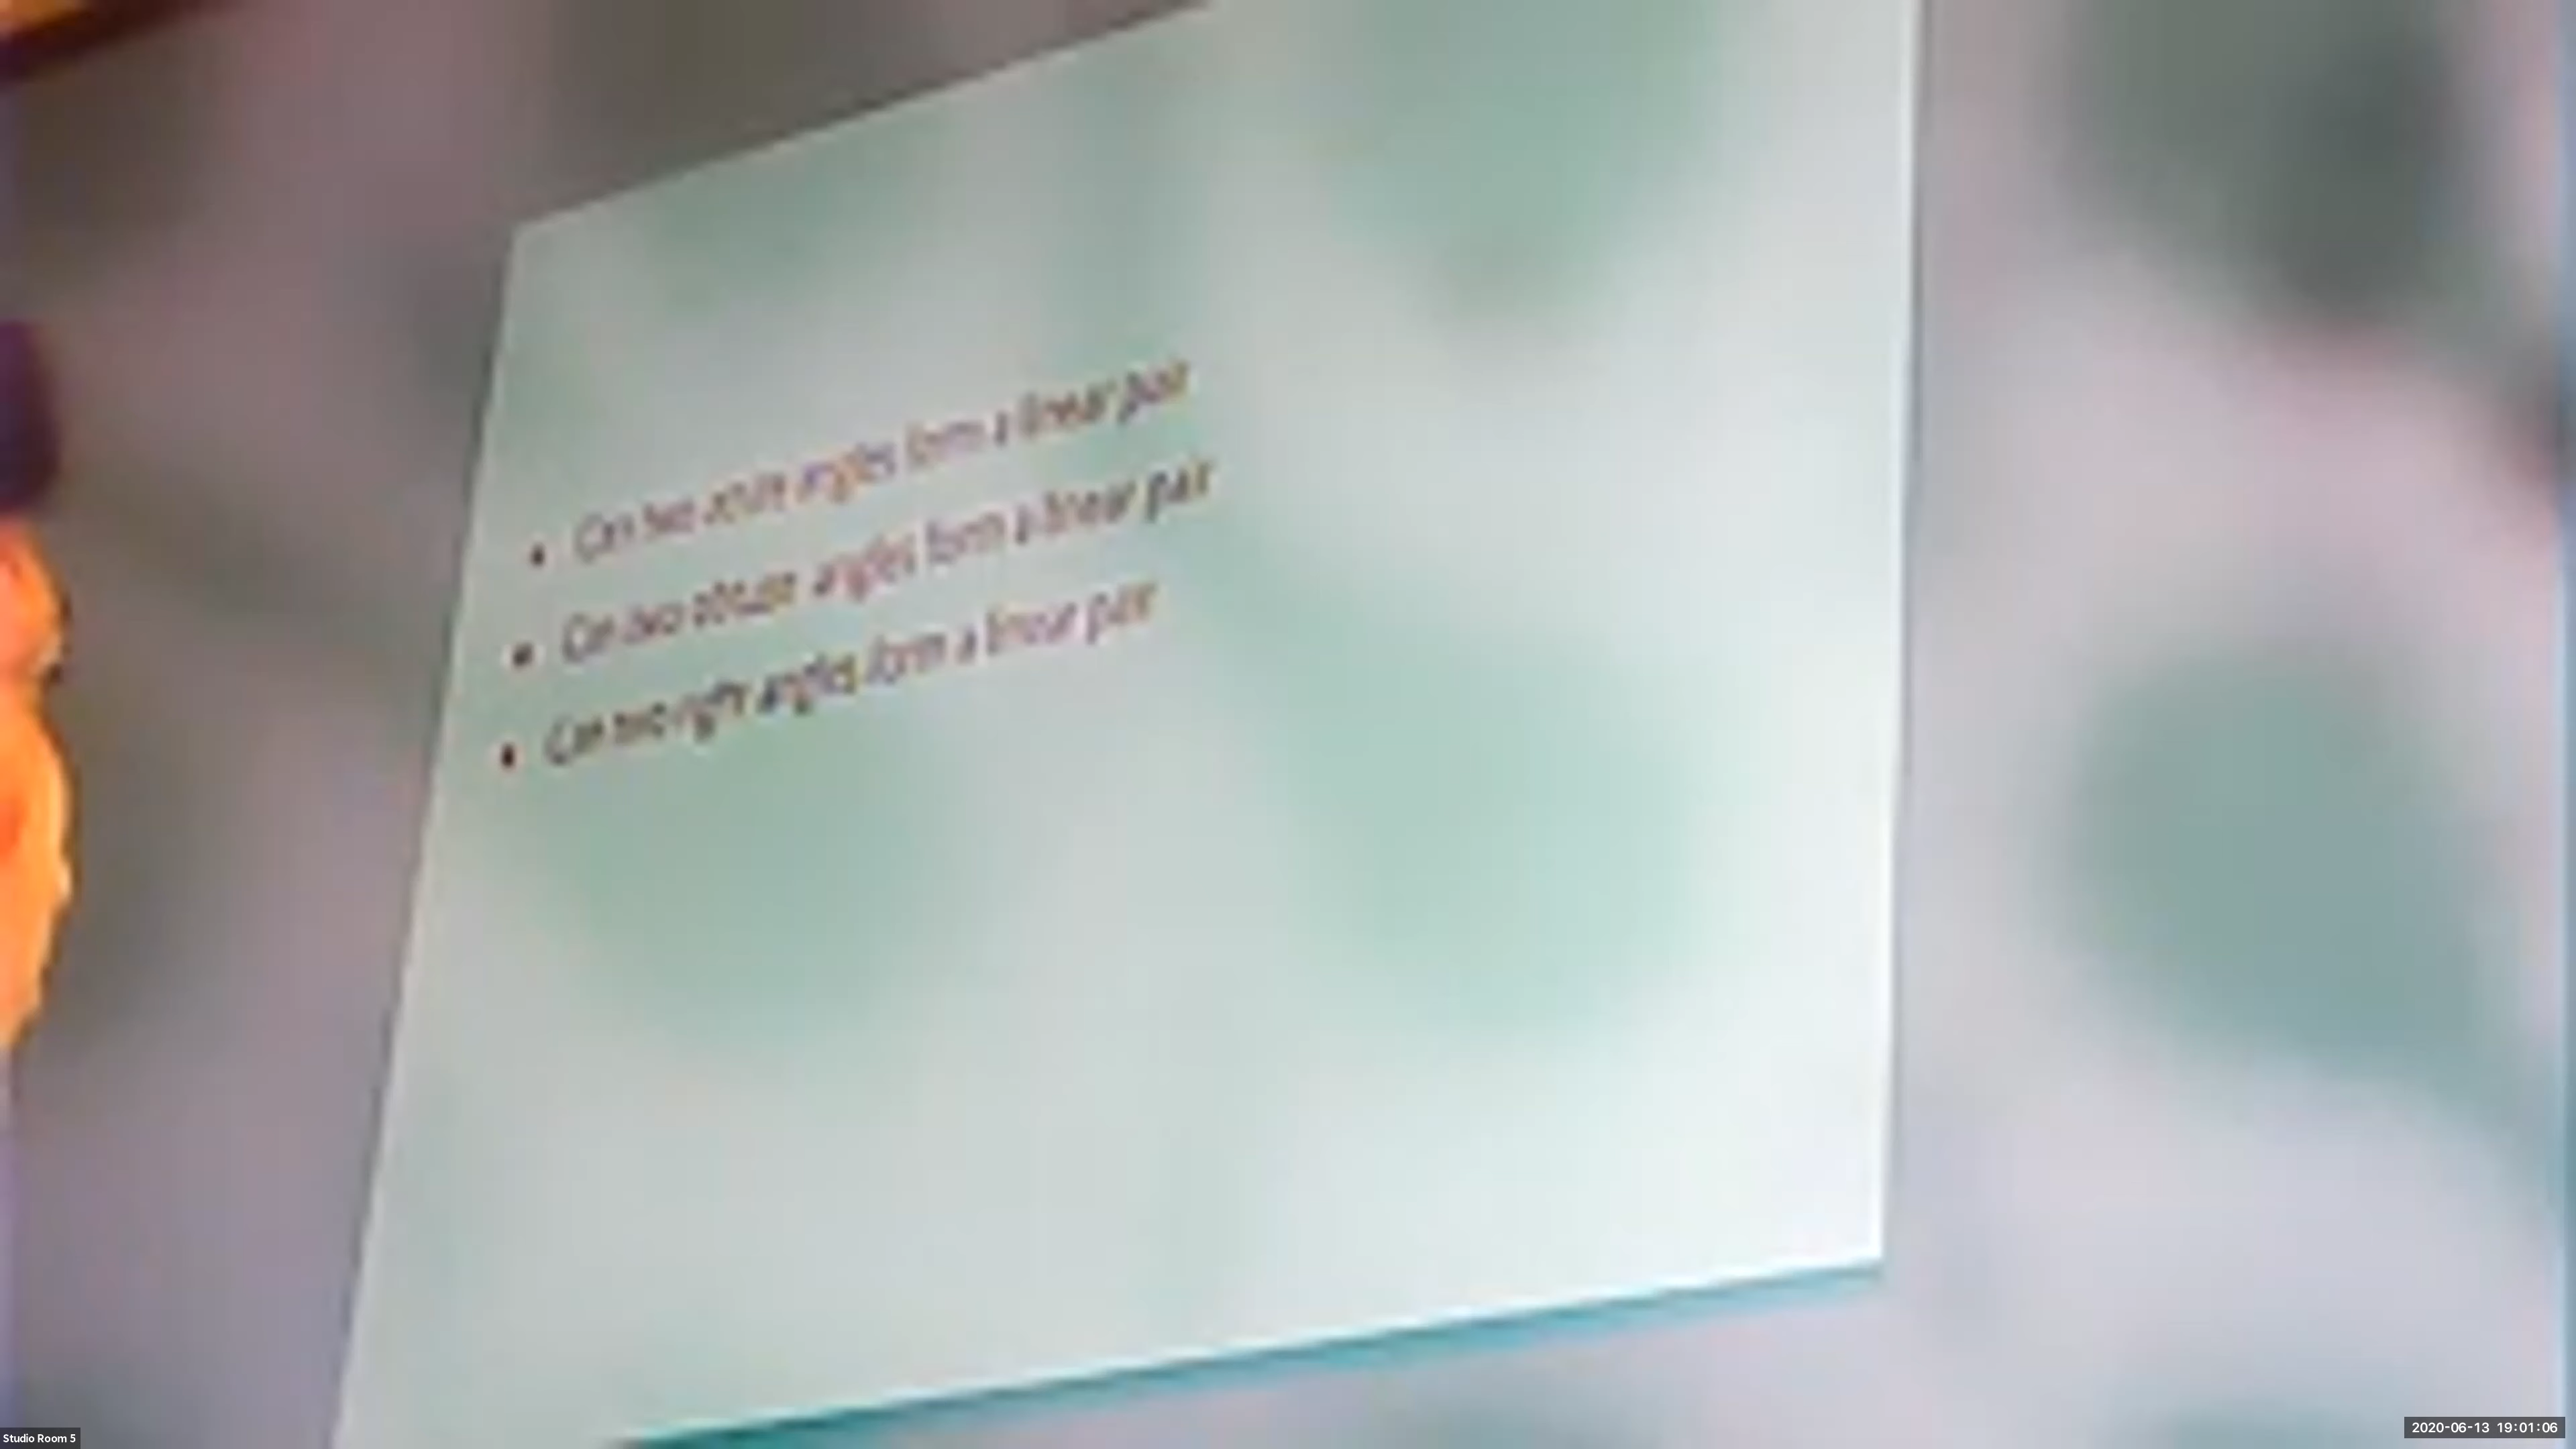 Can two acute angles form a linear pair
Can two obtuse angles form a linear pair
Can two right angles form a linear pair
Studio Room 5
2020-06-13 19:01:06